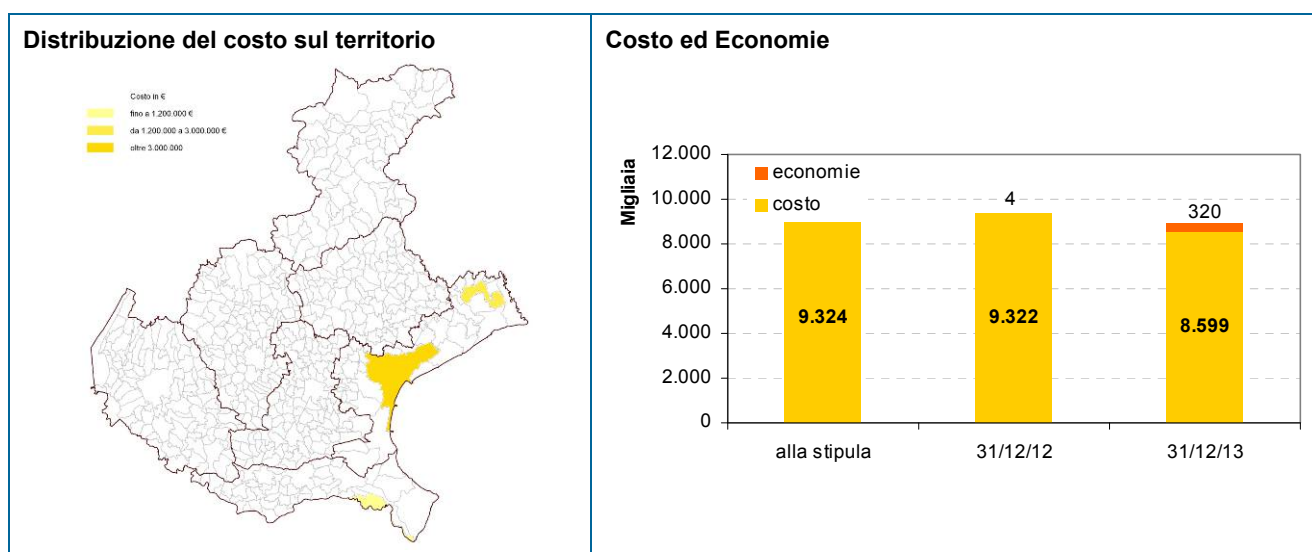 Distribuzione del costo sul territorio
Costo in €
fino a 1.200.000 €
da 1.200.000 a 3.000.000 €
oltre 3.000.000
Costo ed Economie
Migliaia
12.000
10.000
8.000
6.000
4.000
2.000
0
economie
costo
4
320
9.324
9.322
8.599
alla stipula
31/12/12
31/12/13